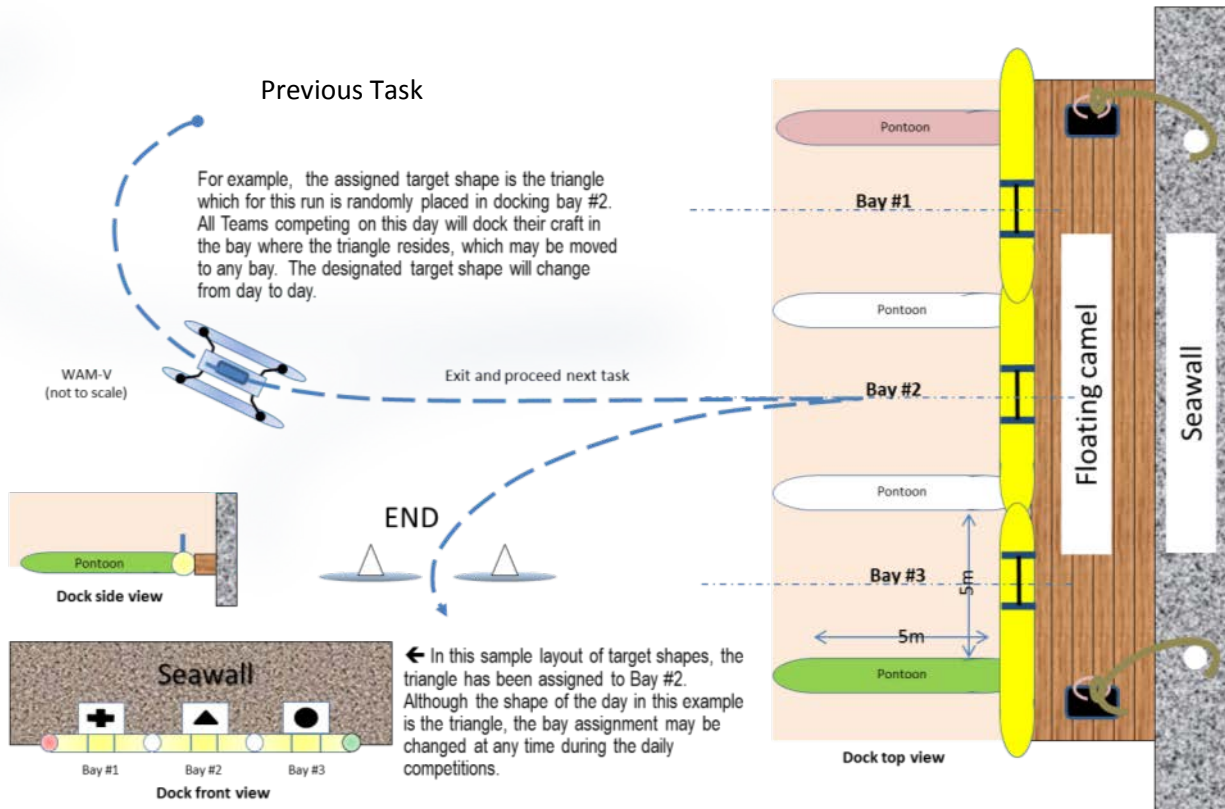 Previous Task
For example, the assigned target shape is the triangle
which for this run is randomly placed in docking bay #2.
All Teams competing on this day will dock their craft in
the bay where the triangle resides, which may be moved
to any bay. The designated target shape will change
from day to day.
WAM-V
(not to scale)
Exit and proceed next task
END
Pontoon
Bay #1
Pontoon
Bay #2
Pontoon
Bay #3
5m
5m
Pontoon
Floating camel
Seawall
Dock top view
Pontoon
Dock side view
Seawall
Bay #1 Bay #2 Bay #3
Dock front view
← In this sample layout of target shapes, the
triangle has been assigned to Bay #2.
Although the shape of the day in this example
is the triangle, the bay assignment may be
changed at any time during the daily
competitions.